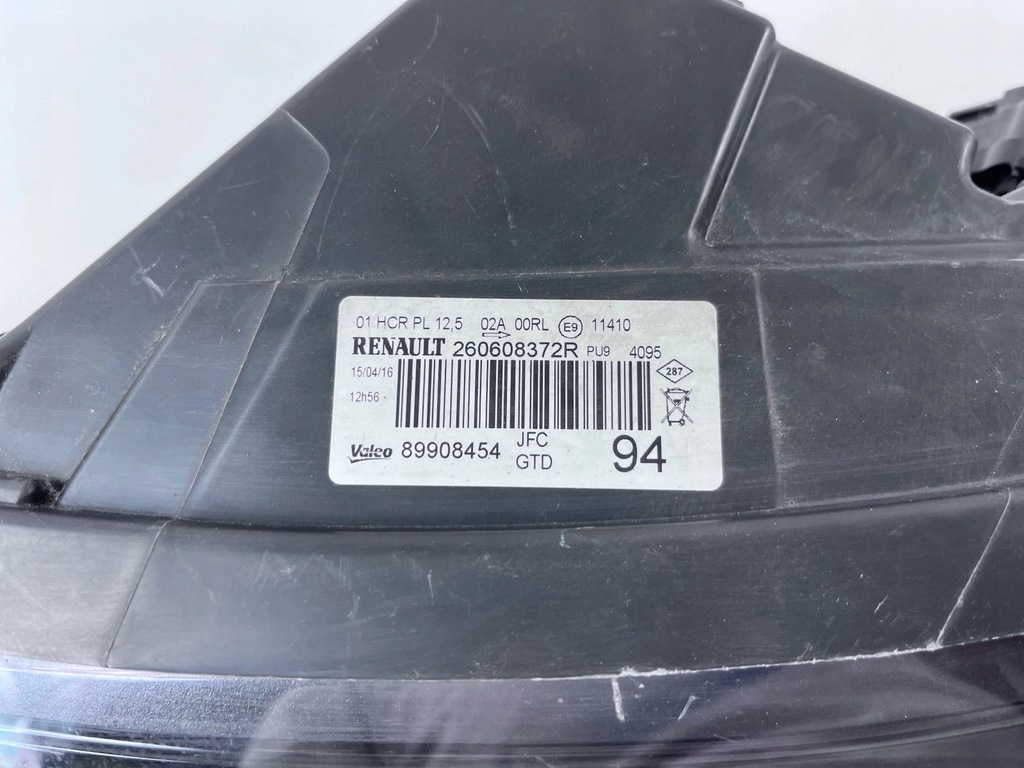 01 HCR PL 12,5 02A 00RL E9 11410
RENAULT 260608372R PU9 4095
15/04/16
287
12h56
Valeo 89908454 JFC
GTD
94